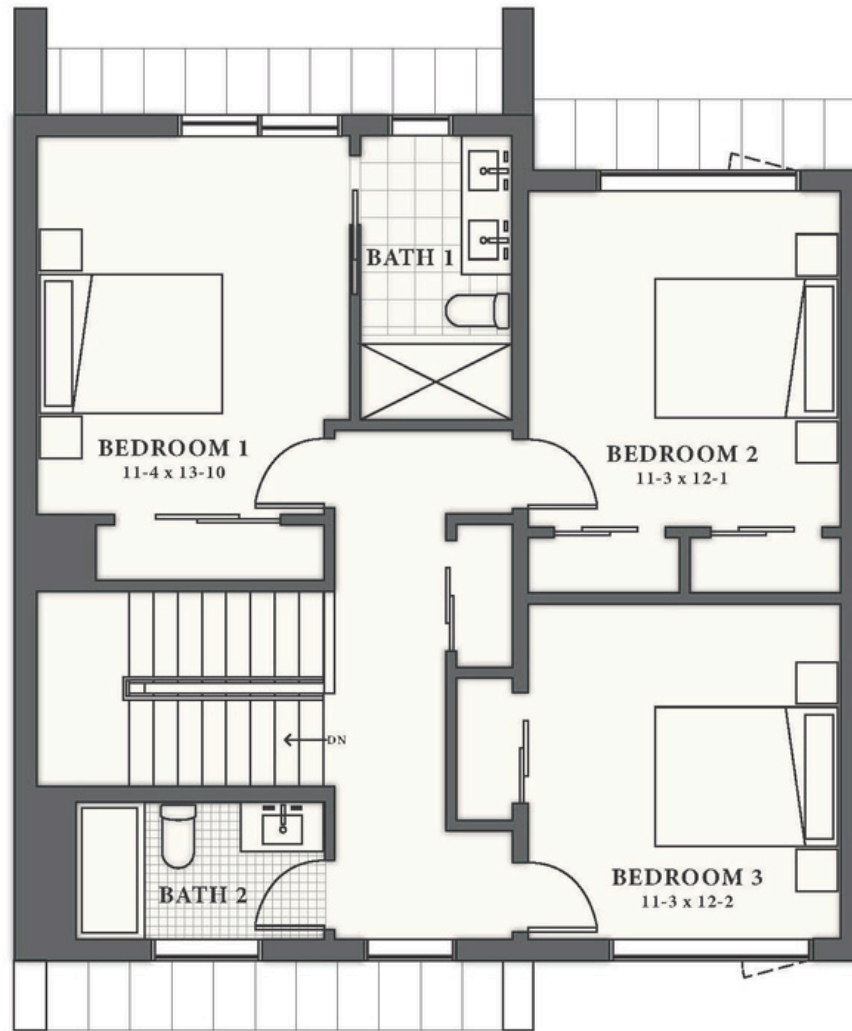 BATH 1
BEDROOM 1
11-4 x 13-10
BEDROOM 2
11-3 x 12-1
DN
BATH 2
BEDROOM 3
11-3 x 12-2